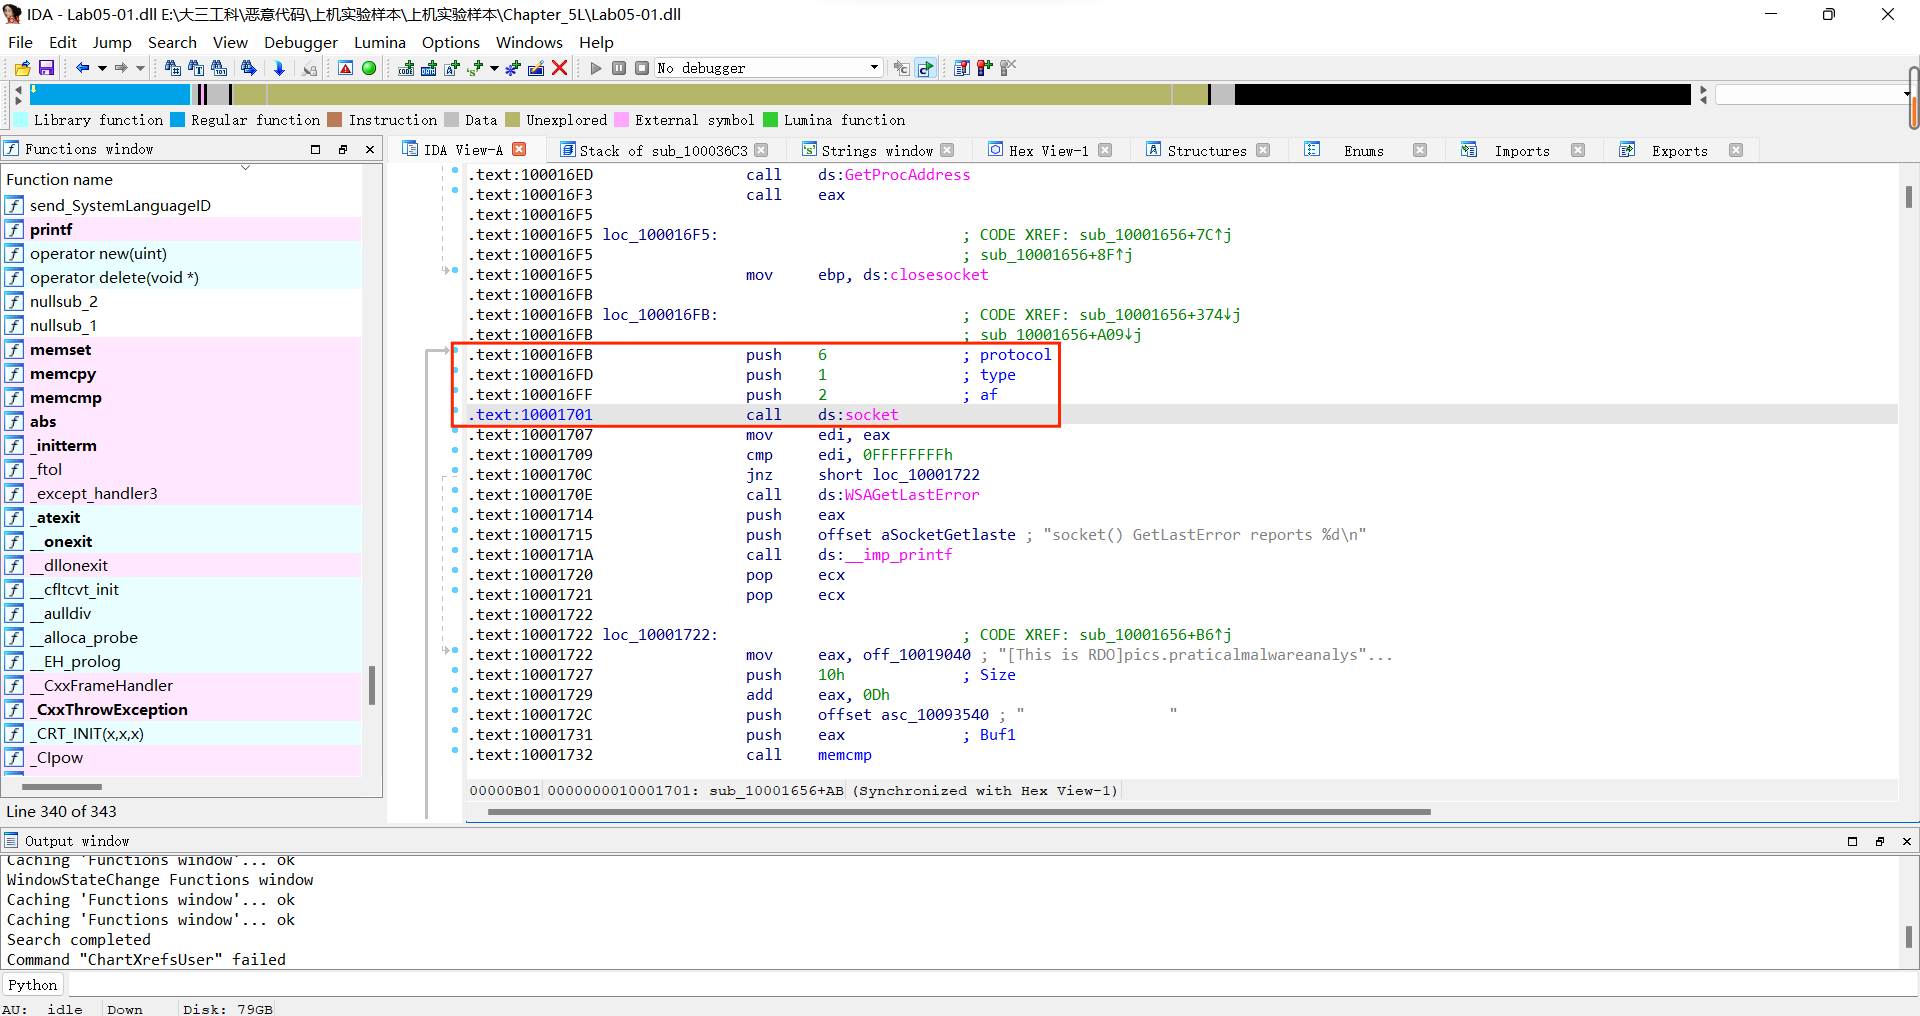 IDA - Lab05-01.dll E:\大三工科\恶意代码\上机实验样本\上机实验样本\Chapter_5L\Lab05-01.dll
File Edit Jump Search View Debugger Lumina Options Windows Help
No debugger
Library function Regular function Instruction Data Unexplored External symbol Lumina function
Functions window
IDA View-A Stack of sub_100036C3 Strings window Hex View-1 Structures Enums Imports Exports
Function name
send_SystemLanguageID
printf
operator new(uint)
operator delete(void *)
nullsub_2
nullsub_1
memset
memcpy
memcmp
abs
_initterm
_ftol
_except_handler3
_atexit
__onexit
__dllonexit
__cfltcvt_init
__aulldiv
__alloca_probe
__EH_prolog
__CxxFrameHandler
_CxxThrowException
_CRT_INIT(x,x,x)
_CIpow
Line 340 of 343
.text:100016ED call ds:GetProcAddress
.text:100016F3 call eax
.text:100016F5
.text:100016F5 loc_100016F5: ; CODE XREF: sub_10001656+7C↑j
.text:100016F5 ; sub_10001656+8F↑j
.text:100016F5 mov ebp, ds:closesocket
.text:100016FB
.text:100016FB loc_100016FB: ; CODE XREF: sub_10001656+374↓j
.text:100016FB ; sub_10001656+A09↓j
.text:100016FB push 6 ; protocol
.text:100016FD push 1 ; type
.text:100016FF push 2 ; af
.text:10001701 call ds:socket
.text:10001707 mov edi, eax
.text:10001709 cmp edi, 0FFFFFFFFh
.text:1000170C jnz short loc_10001722
.text:1000170E call ds:WSAGetLastError
.text:10001714 push eax
.text:10001715 push offset aSocketGetlaste ; "socket() GetLastError reports %d\n"
.text:1000171A call ds:__imp_printf
.text:10001720 pop ecx
.text:10001721 pop ecx
.text:10001722
.text:10001722 loc_10001722: ; CODE XREF: sub_10001656+B6↑j
.text:10001722 mov eax, off_10019040 ; "[This is RDO]pics.praticalmalwareanalys"...
.text:10001727 push 10h ; Size
.text:10001729 add eax, 0Dh
.text:1000172C push offset asc_10093540 ; " "
.text:10001731 push eax ; Buf1
.text:10001732 call memcmp
00000B01 0000000010001701: sub_10001656+AB (Synchronized with Hex View-1)
Output window
Caching 'Functions window'... ok
WindowStateChange Functions window
Caching 'Functions window'... ok
Caching 'Functions window'... ok
Search completed
Command "ChartXrefsUser" failed
Python
AU: idle Down Disk: 79GB